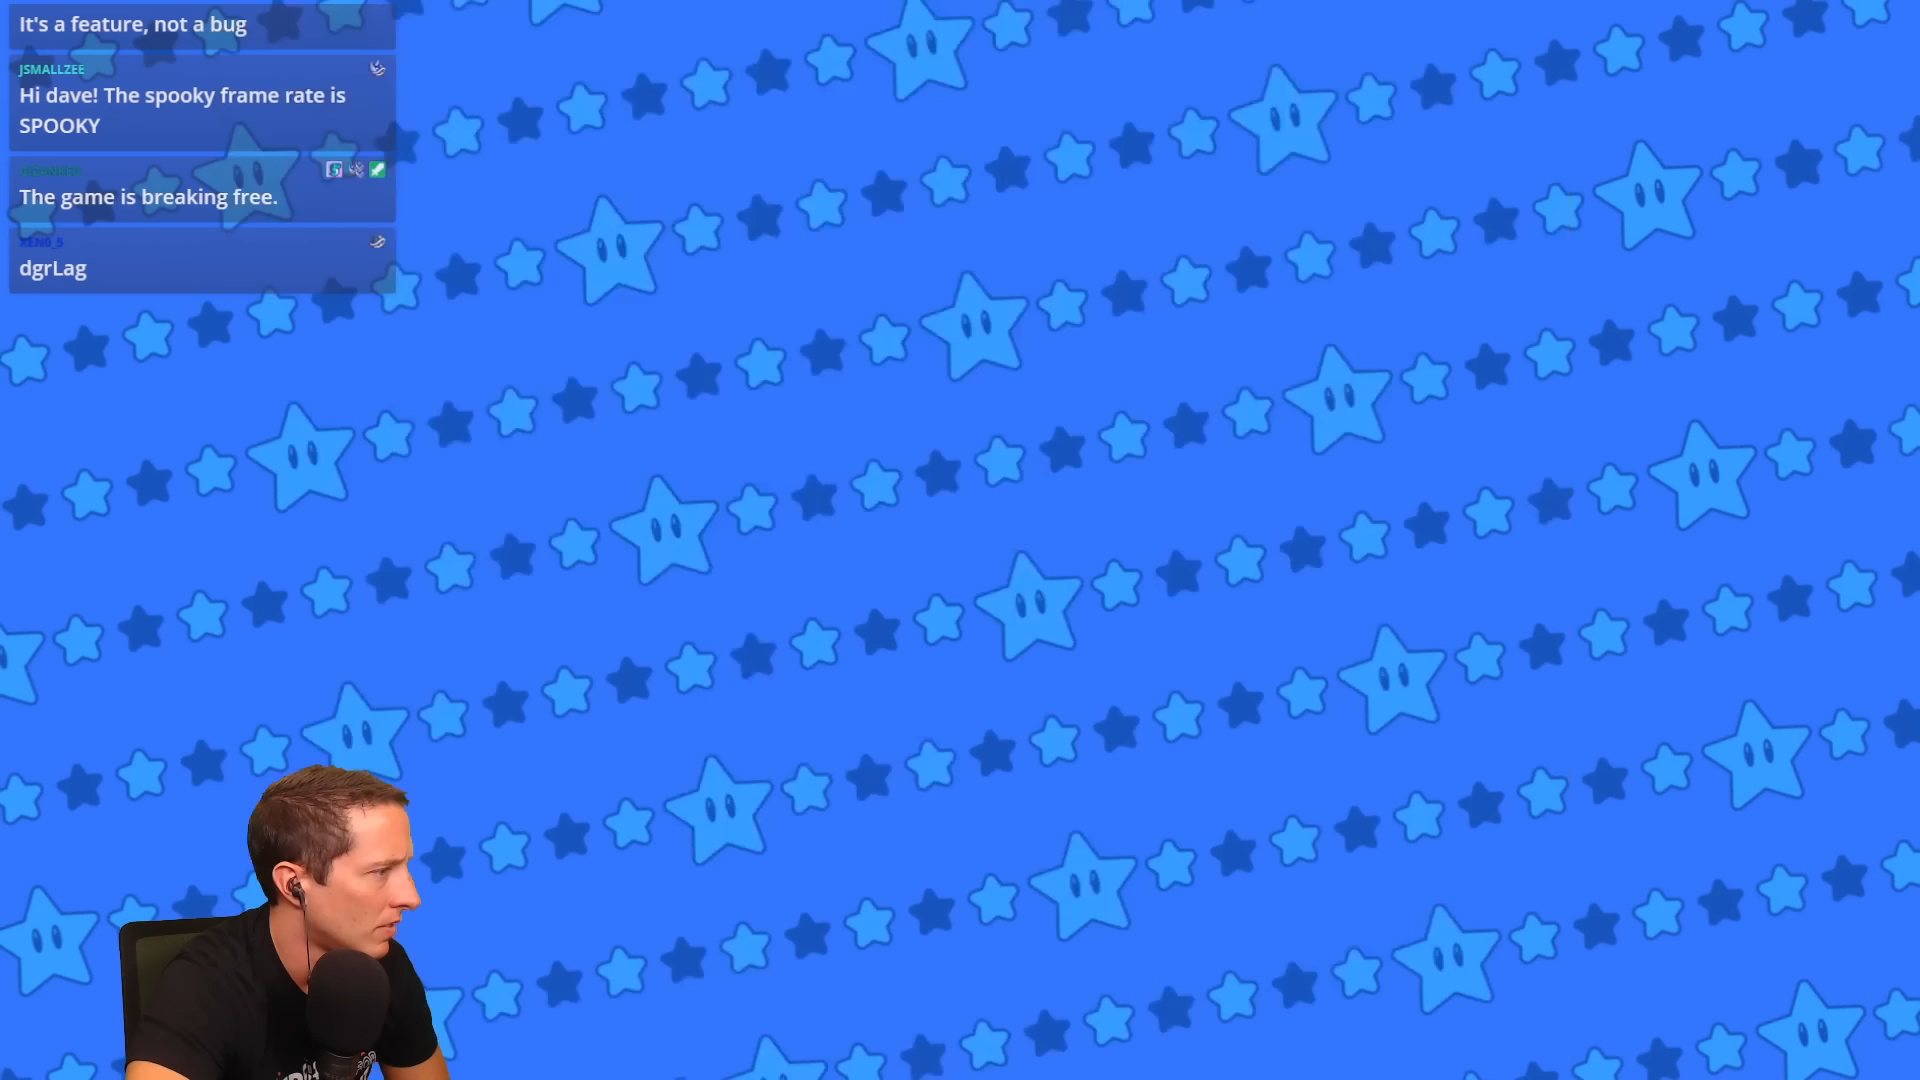 It's a feature, not a bug
JSMALLZEE
Hi dave! The spooky frame rate is
SPOOKY
The game is breaking free.
XEN0_5
dgrLag